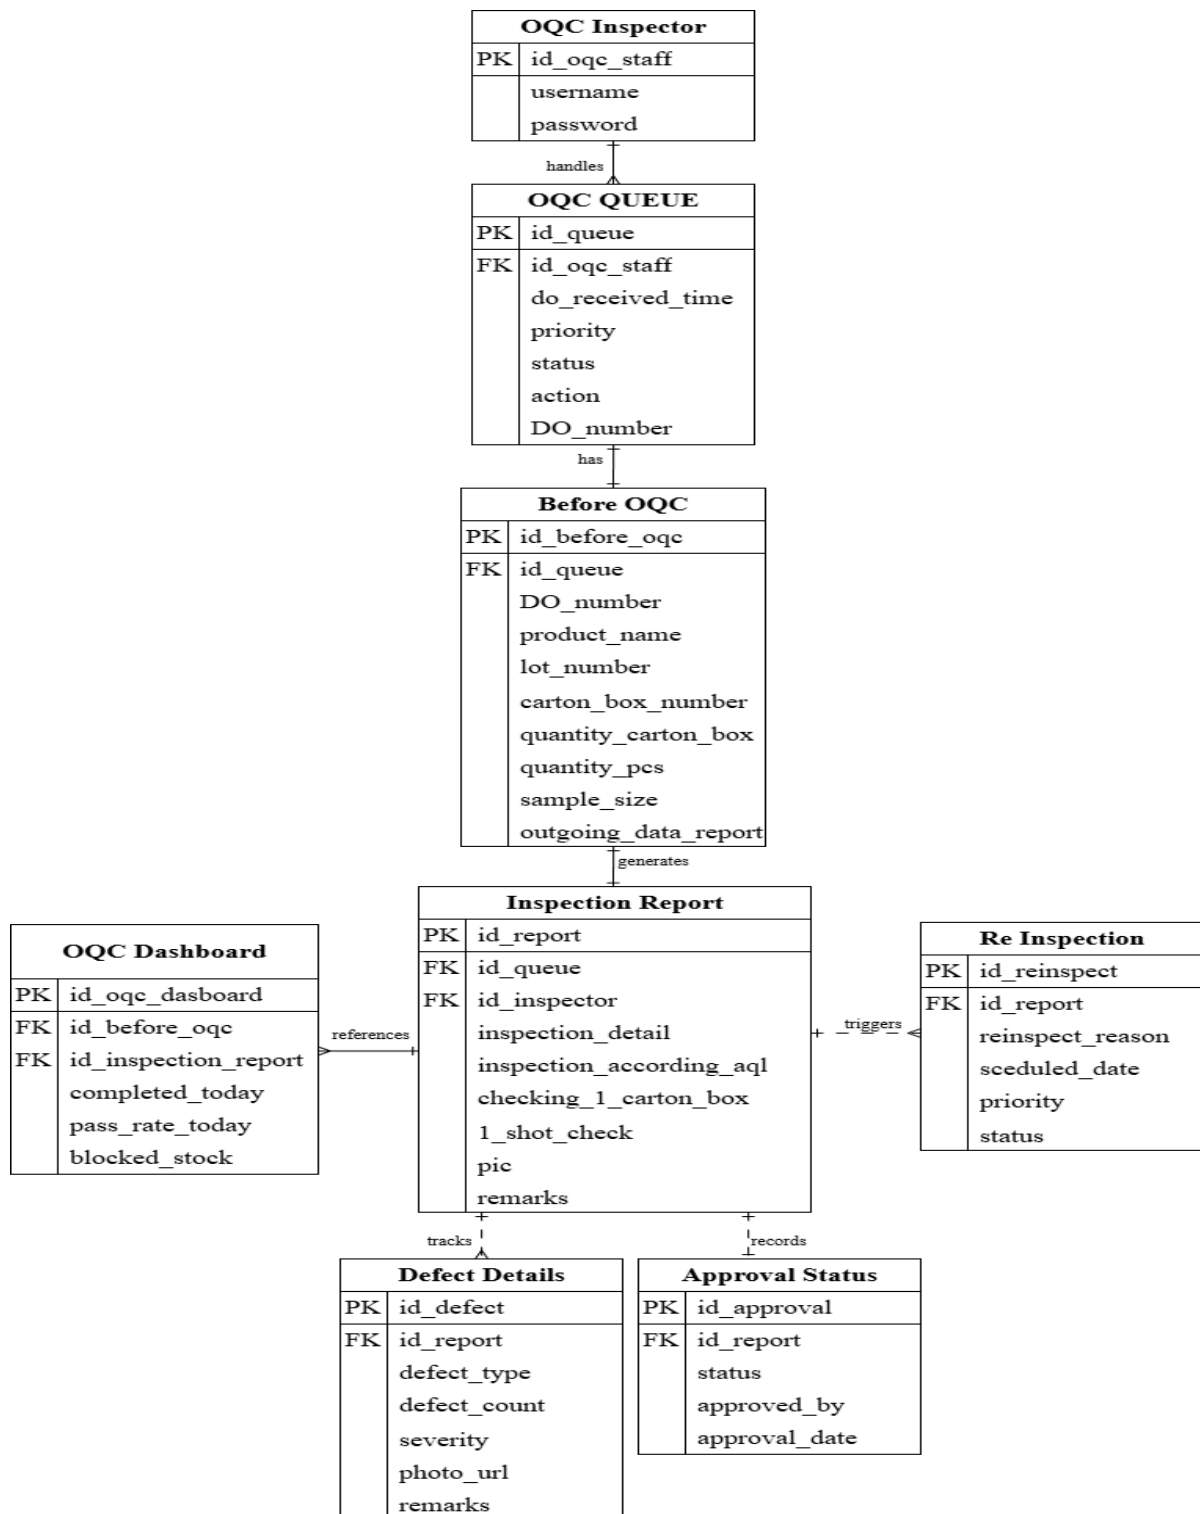 OQC Inspector
PK id_oqc_staff
username
password
handles
OQC QUEUE
PK id_queue
FK id_oqc_staff
do_received_time
priority
status
action
DO_number
has
Before OQC
PK id_before_oqc
FK id_queue
DO_number
product_name
lot_number
carton_box_number
quantity_carton_box
quantity_pcs
sample_size
outgoing_data_report
generates
Inspection Report
PK id_report
FK id_queue
FK id_inspector
inspection_detail
inspection_according_aql
checking_1_carton_box
1_shot_check
pic
remarks
OQC Dashboard
PK id_oqc_dasboard
FK id_before_oqc
FK id_inspection_report
completed_today
pass_rate_today
blocked_stock
references
triggers
Re Inspection
PK id_reinspect
FK id_report
reinspect_reason
sceduled_date
priority
status
tracks
records
Defect Details
PK id_defect
FK id_report
defect_type
defect_count
severity
photo_url
remarks
Approval Status
PK id_approval
FK id_report
status
approved_by
approval_date